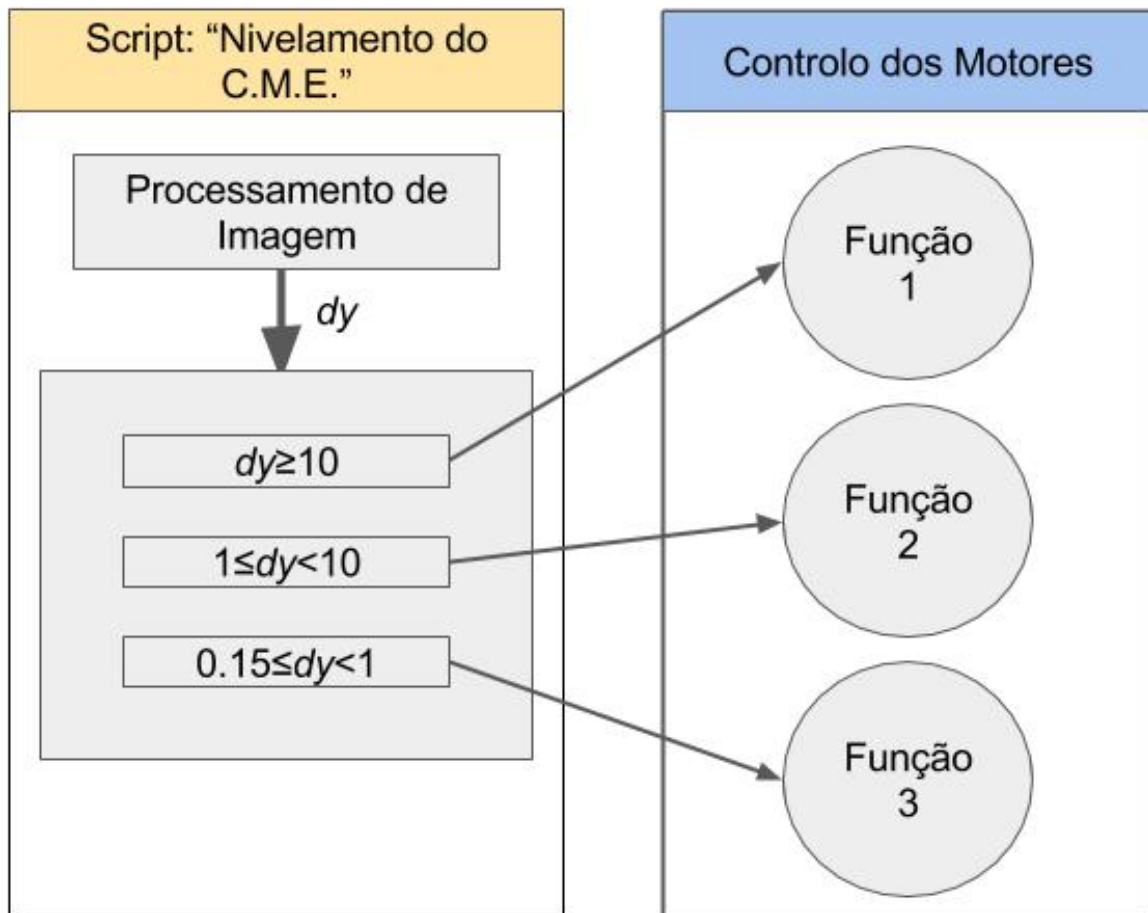 Script: “Nivelamento do
C.M.E.”
Processamento de
Imagem
dy
dy≥10
1≤dy<10
0.15≤dy<1
Controlo dos Motores
Função
1
Função
2
Função
3